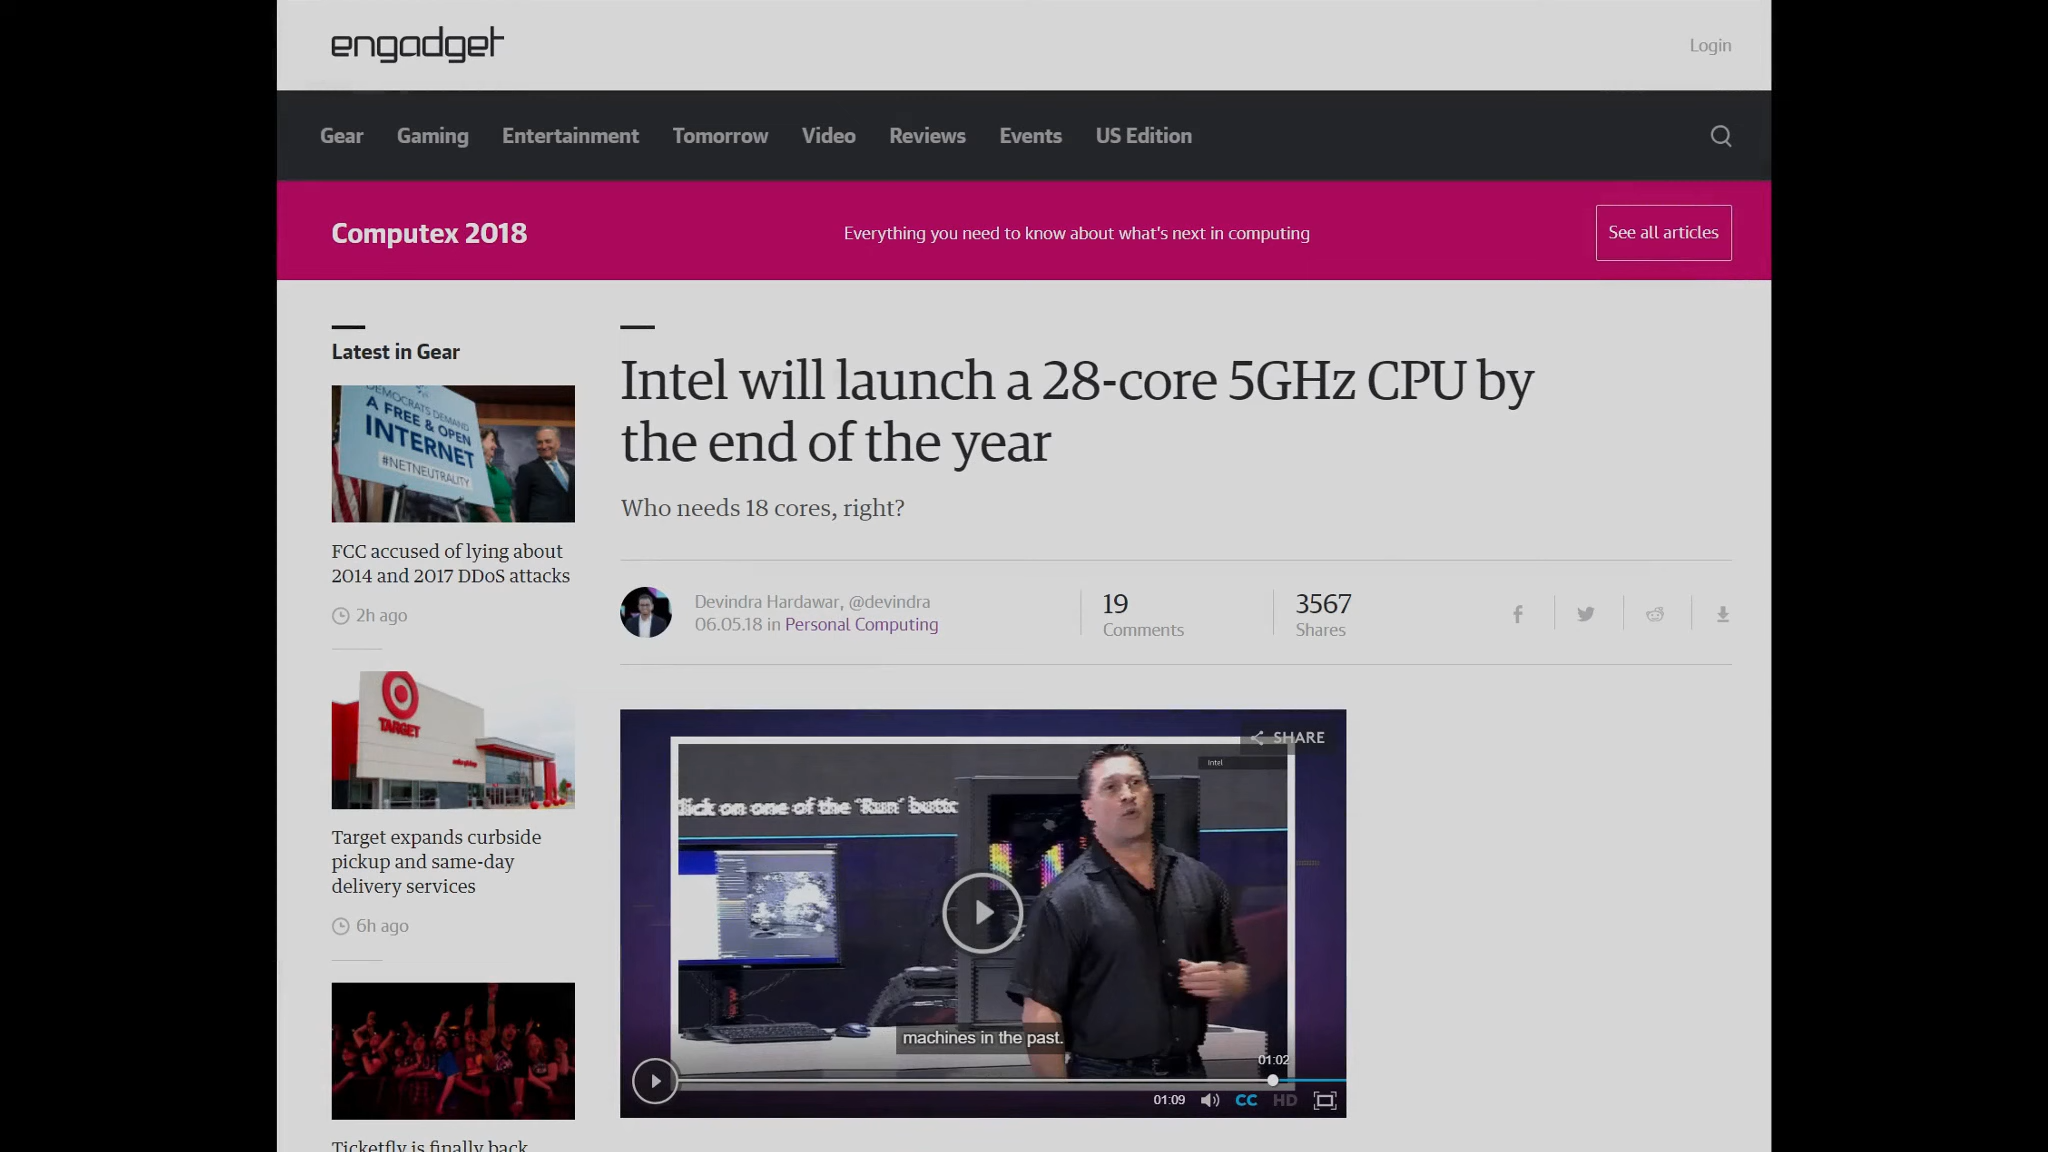 engadget
Login
Gear Gaming Entertainment Tomorrow Video Reviews Events US Edition
Computex 2018
Everything you need to know about what's next in computing
See all articles
Latest in Gear
DEMOCRATS DEMAND
A FREE & OPEN
INTERNET
#NETNEUTRALITY
FCC accused of lying about
2014 and 2017 DDoS attacks
2h ago
TARGET
Target expands curbside
pickup and same-day
delivery services
6h ago
Ticketfly is finally back
Intel will launch a 28-core 5GHz CPU by
the end of the year
Who needs 18 cores, right?
Devindra Hardawar, @devindra
06.05.18 in Personal Computing
19
Comments
3567
Shares
SHARE
Intel
lick on one of the 'Run' butto
machines in the past.
01:02
01:09
CC
HD